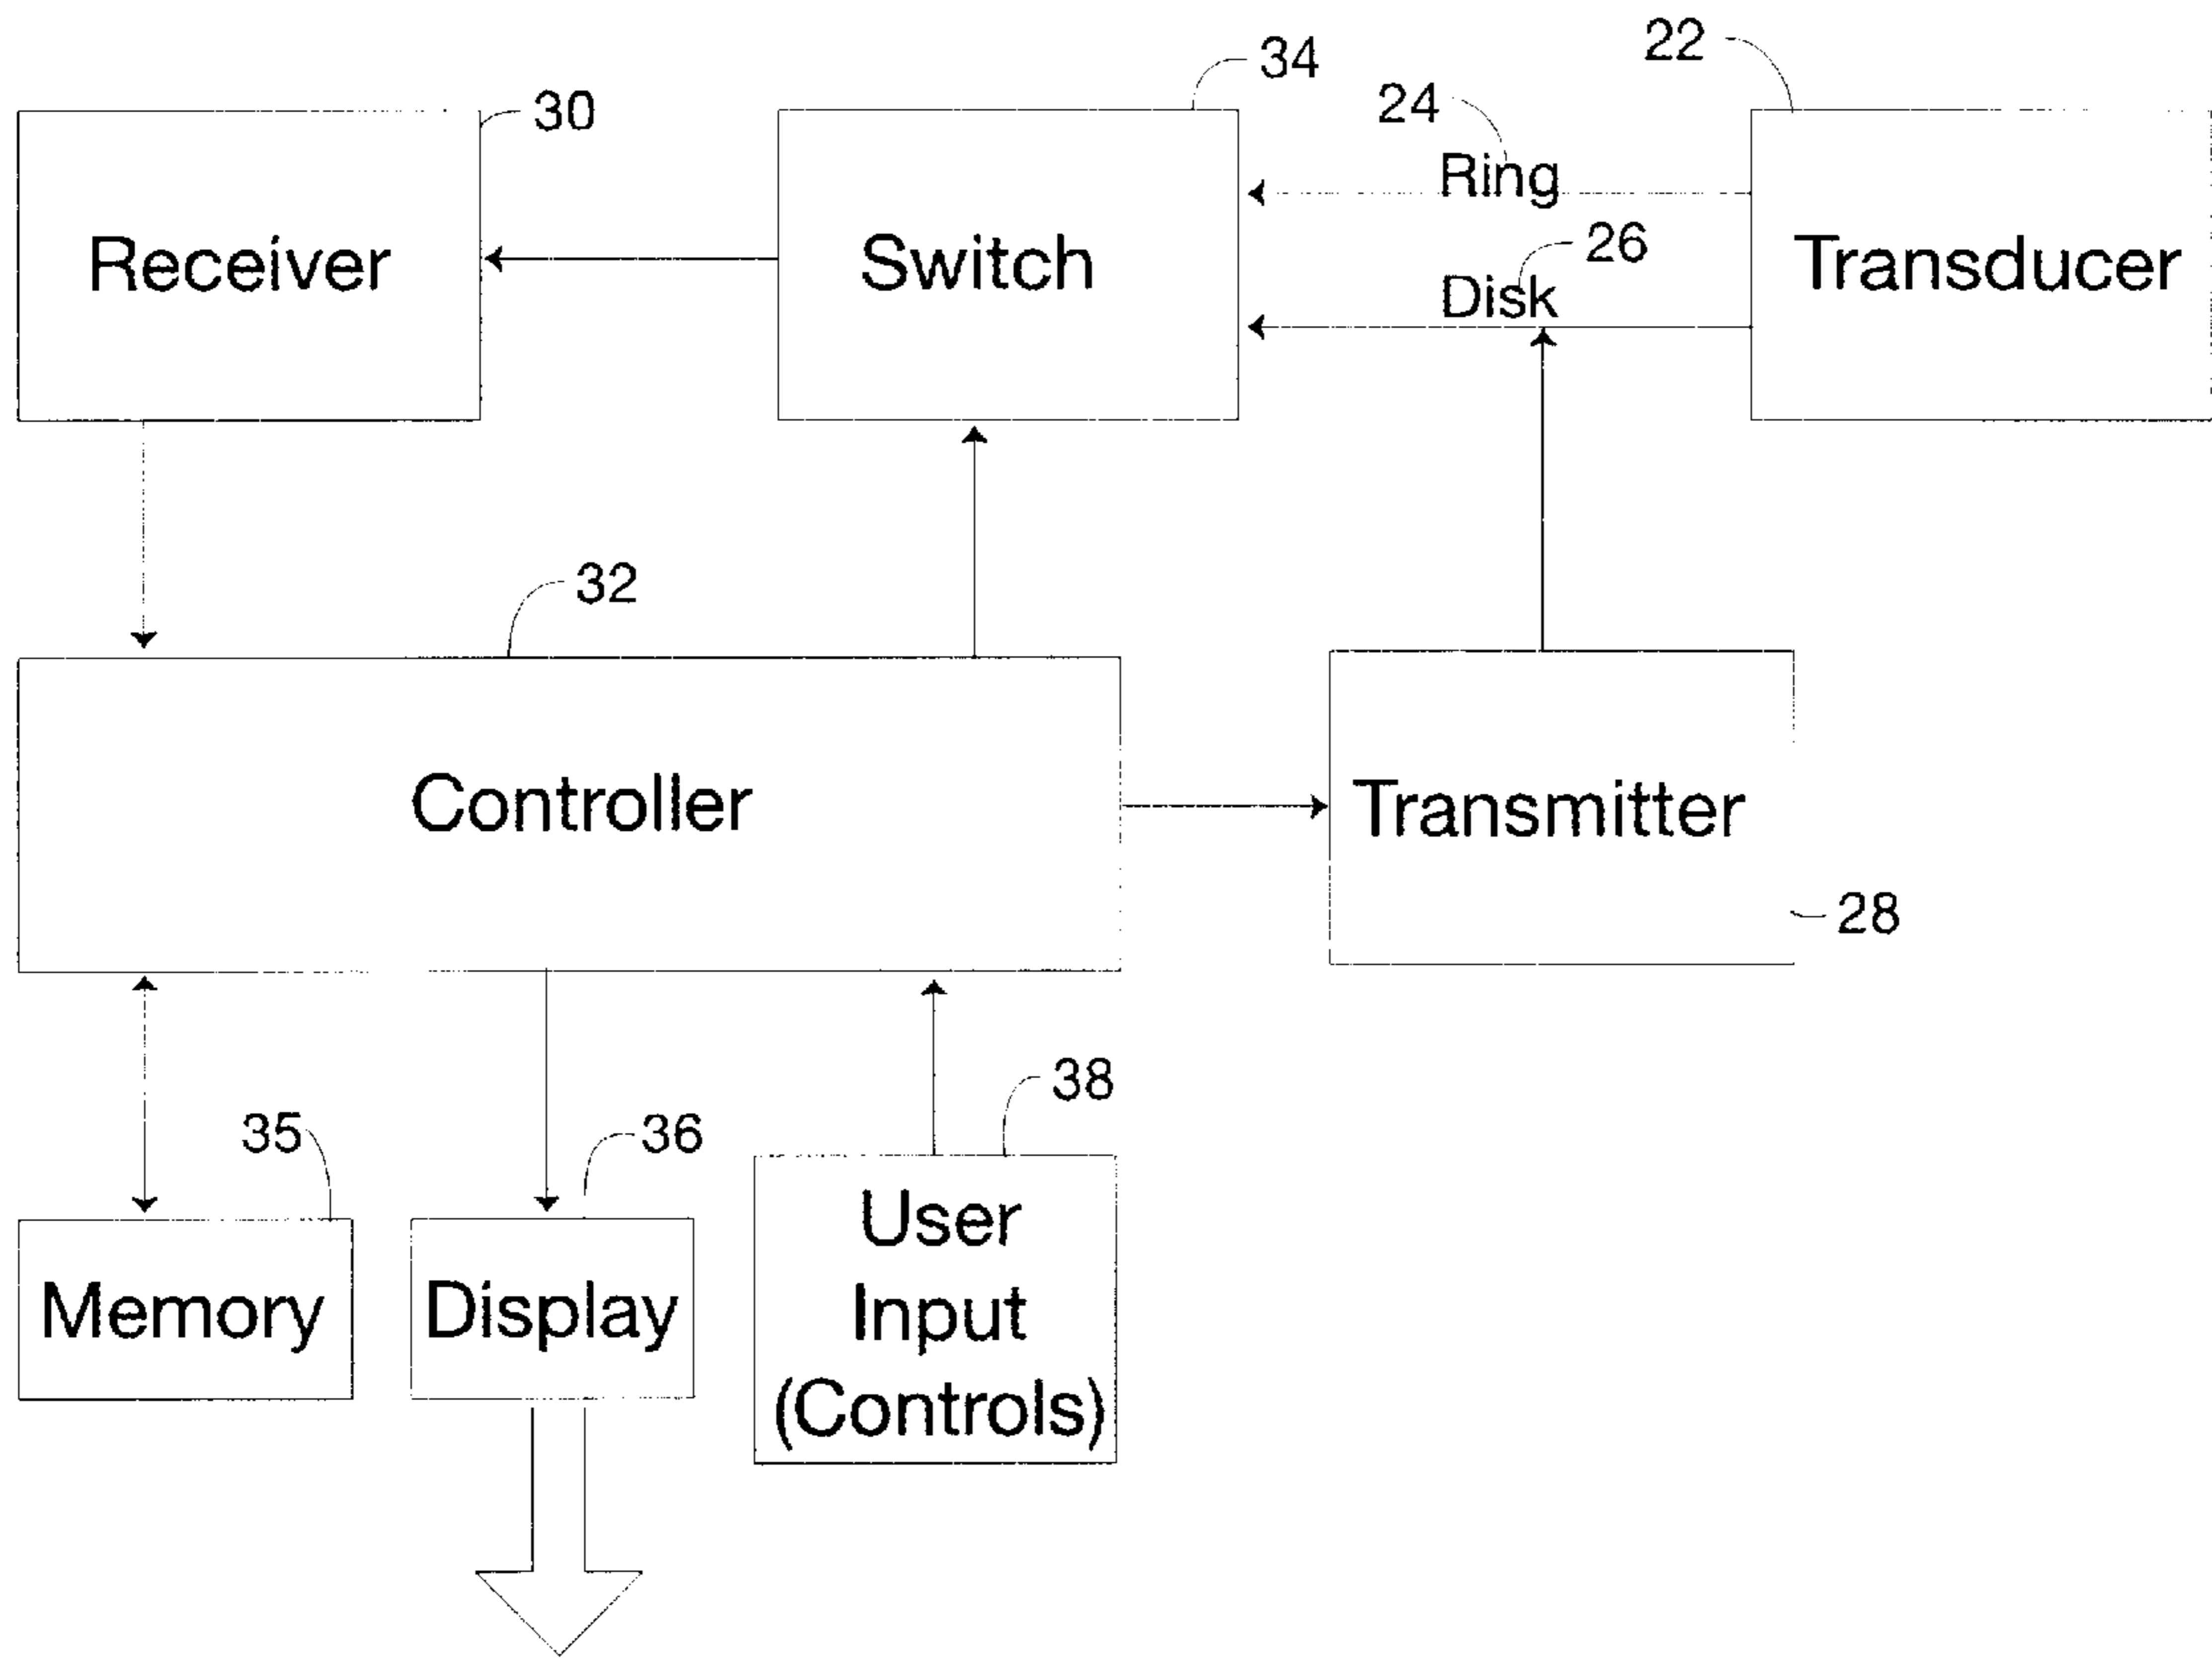 34
22
24
30
Ring
Receiver
Switch
26
Transducer
Disk
32
Controller
Transmitter
28
38
35
36
User
Input
(Controls)
Memory
Display